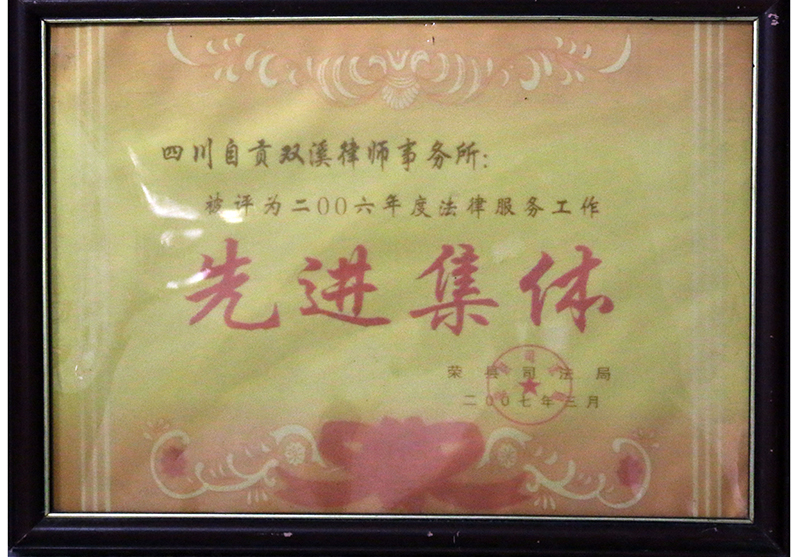 四川自贡双溪律师事务所：
被评为二00六年度法律服务工作
先进集体
荣县司法局
二00七年三月